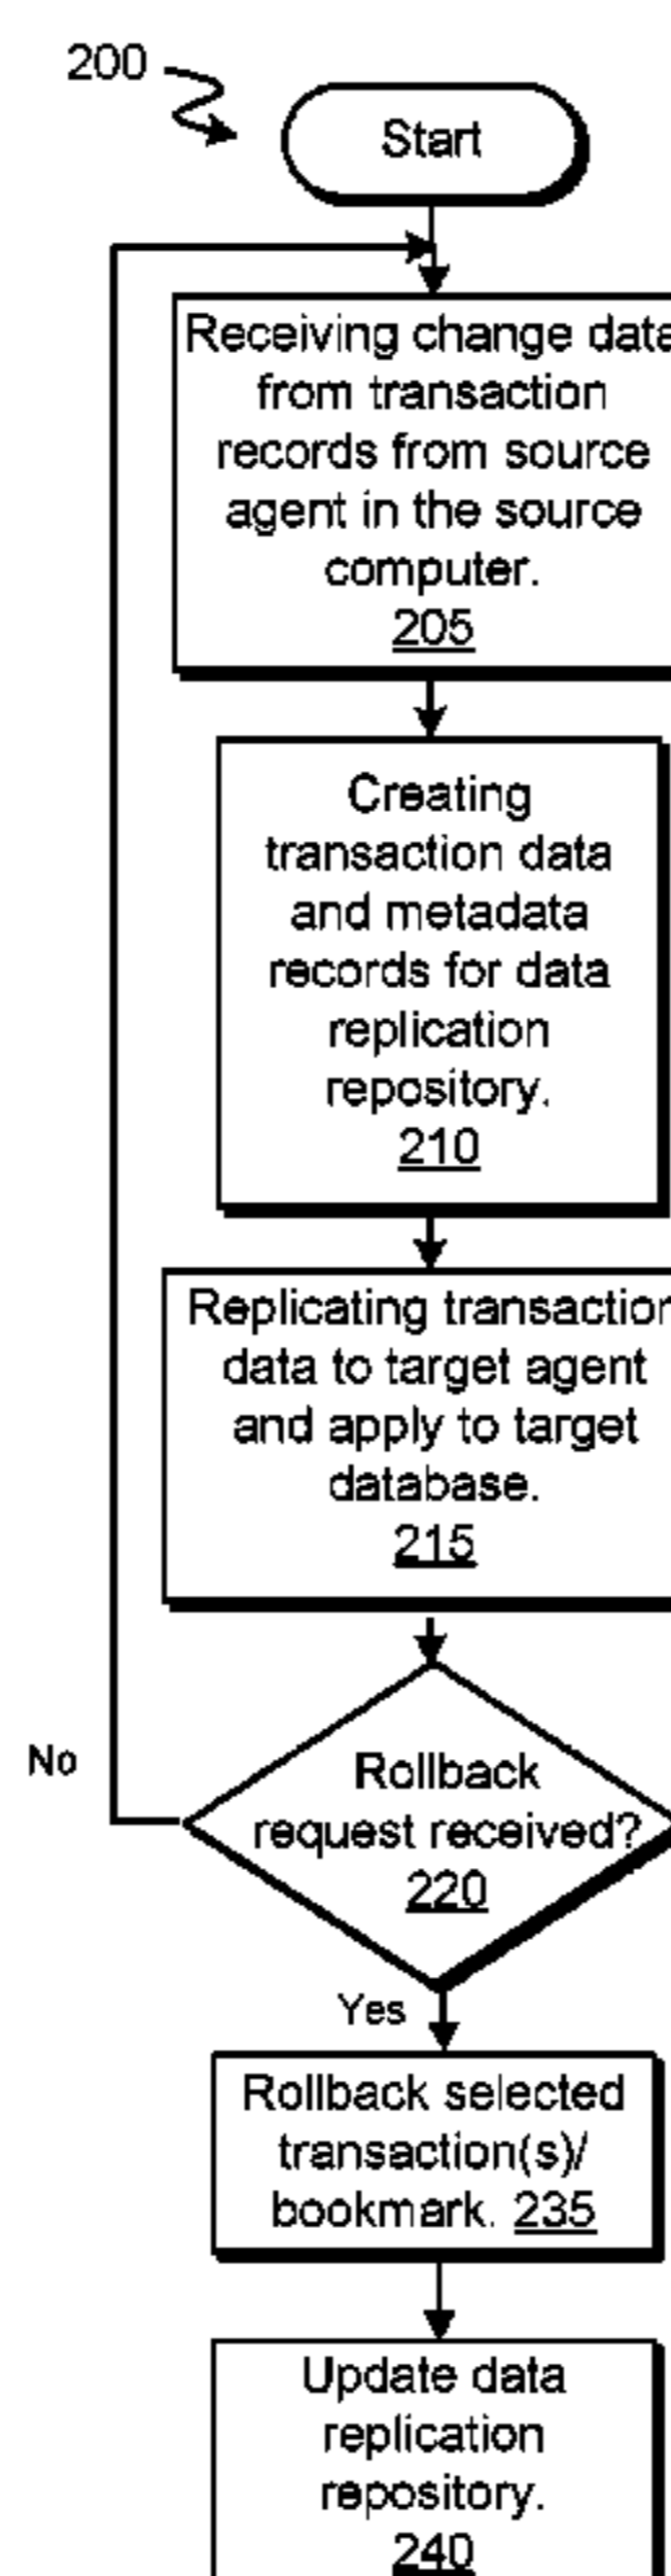 200
Start
Receiving change data
from transaction
records from source
agent in the source
computer.
205
Creating
transaction data
and metadata
records for data
replication
repository.
210
Replicating transaction
data to target agent
and apply to target
database.
215
Rollback
request received?
220
No
Yes
Rollback selected
transaction(s)/
bookmark. 235
Update data
replication
repository.
240